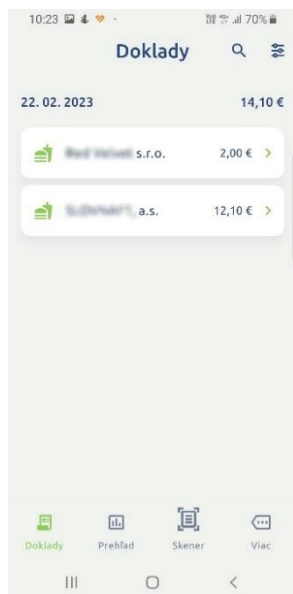 10:23 70%
Doklady
22. 02. 2023 14,10 €
s.r.o. 2,00 €
a.s. 12,10 €
Doklady Prehľad Skener Viac